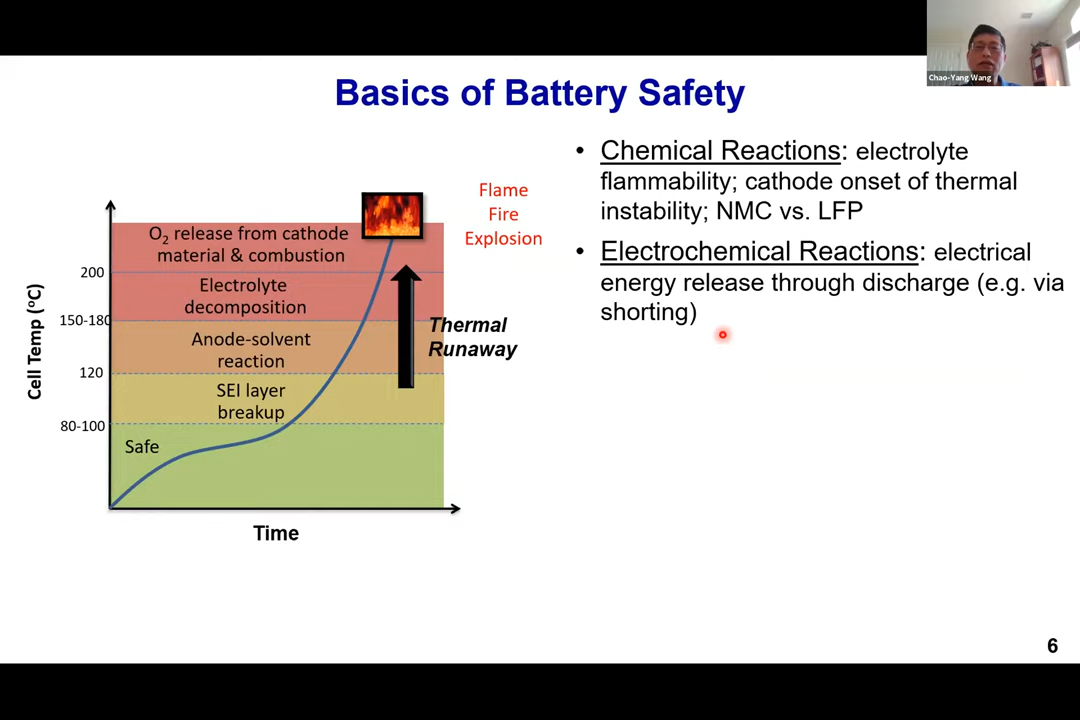 Chao-Yang Wang
Basics of Battery Safety
• Chemical Reactions: electrolyte
flammability; cathode onset of thermal
instability; NMC vs. LFP
• Electrochemical Reactions: electrical
energy release through discharge (e.g. via
shorting)
Flame
Fire
Explosion
O₂ release from cathode
material & combustion
200
Electrolyte
decomposition
150-180
Anode-solvent
reaction
120
SEI layer
breakup
80-100
Safe
Thermal
Runaway
Cell Temp (°C)
Time
6